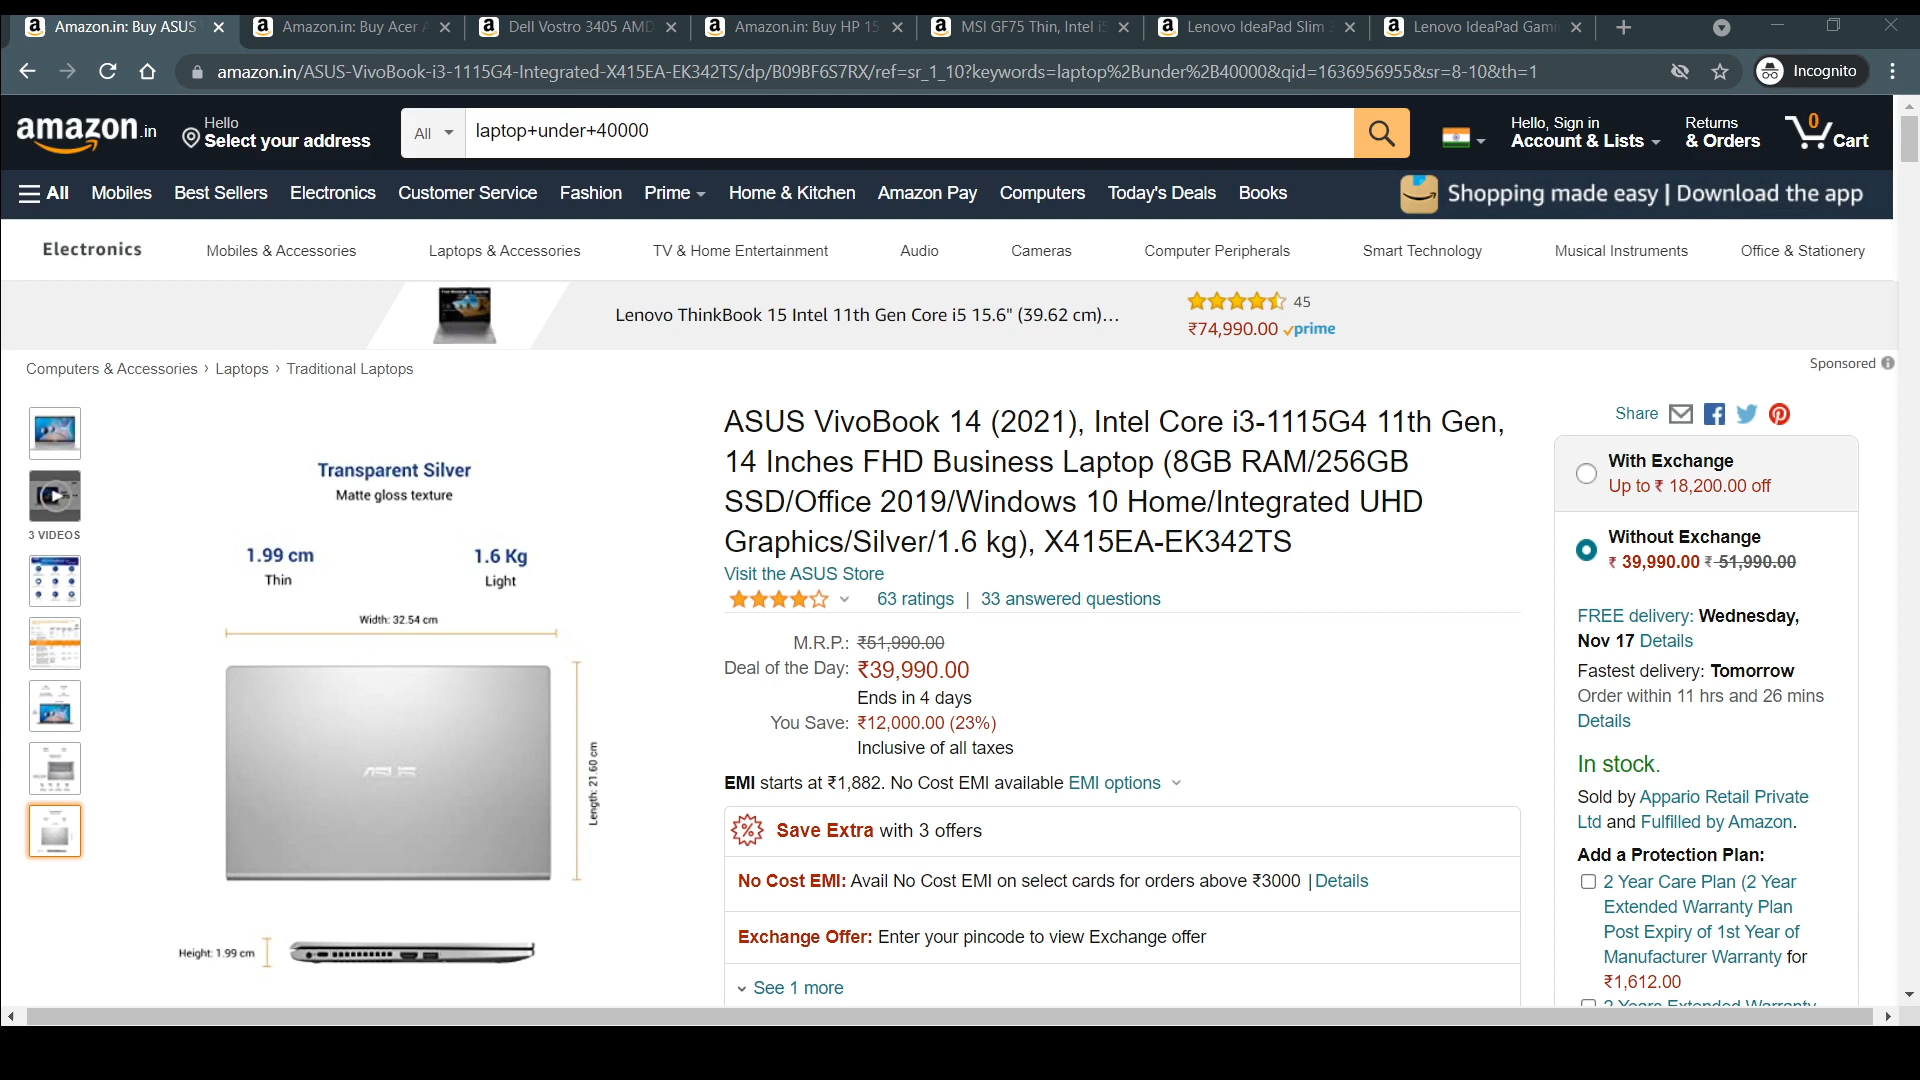 Amazon.in: Buy ASUS
Amazon.in: Buy Acer A
Dell Vostro 3405 AMD
Amazon.in: Buy HP 15
MSI GF75 Thin, Intel i5
Lenovo IdeaPad Slim 3
Lenovo IdeaPad Gami
amazon.in/ASUS-VivoBook-i3-1115G4-Integrated-X415EA-EK342TS/dp/B09BF6S7RX/ref=sr_1_10?keywords=laptop%2Bunder%2B40000&qid=1636956955&sr=8-10&th=1
Incognito
amazon.in
Hello
Select your address
All
laptop+under+40000
Hello, Sign in
Account & Lists
Returns
& Orders
0
Cart
All
Mobiles
Best Sellers
Electronics
Customer Service
Fashion
Prime
Home & Kitchen
Amazon Pay
Computers
Today's Deals
Books
Shopping made easy | Download the app
Electronics
Mobiles & Accessories
Laptops & Accessories
TV & Home Entertainment
Audio
Cameras
Computer Peripherals
Smart Technology
Musical Instruments
Office & Stationery
Lenovo ThinkBook 15 Intel 11th Gen Core i5 15.6" (39.62 cm)...
45
₹74,990.00 prime
Computers & Accessories › Laptops › Traditional Laptops
Sponsored
3 VIDEOS
Transparent Silver
Matte gloss texture
1.99 cm
Thin
1.6 Kg
Light
Width: 32.54 cm
ASUS
Length: 21.60 cm
Height: 1.99 cm
ASUS VivoBook 14 (2021), Intel Core i3-1115G4 11th Gen,
14 Inches FHD Business Laptop (8GB RAM/256GB
SSD/Office 2019/Windows 10 Home/Integrated UHD
Graphics/Silver/1.6 kg), X415EA-EK342TS
Visit the ASUS Store
63 ratings | 33 answered questions
M.R.P.: ₹51,990.00
Deal of the Day: ₹39,990.00
Ends in 4 days
You Save: ₹12,000.00 (23%)
Inclusive of all taxes
EMI starts at ₹1,882. No Cost EMI available EMI options
Save Extra with 3 offers
No Cost EMI: Avail No Cost EMI on select cards for orders above ₹3000 | Details
Exchange Offer: Enter your pincode to view Exchange offer
See 1 more
Share
With Exchange
Up to ₹ 18,200.00 off
Without Exchange
₹ 39,990.00 ₹ 51,990.00
FREE delivery: Wednesday,
Nov 17 Details
Fastest delivery: Tomorrow
Order within 11 hrs and 26 mins
Details
In stock.
Sold by Appario Retail Private
Ltd and Fulfilled by Amazon.
Add a Protection Plan:
2 Year Care Plan (2 Year
Extended Warranty Plan
Post Expiry of 1st Year of
Manufacturer Warranty for
₹1,612.00
2 Years Extended Warranty